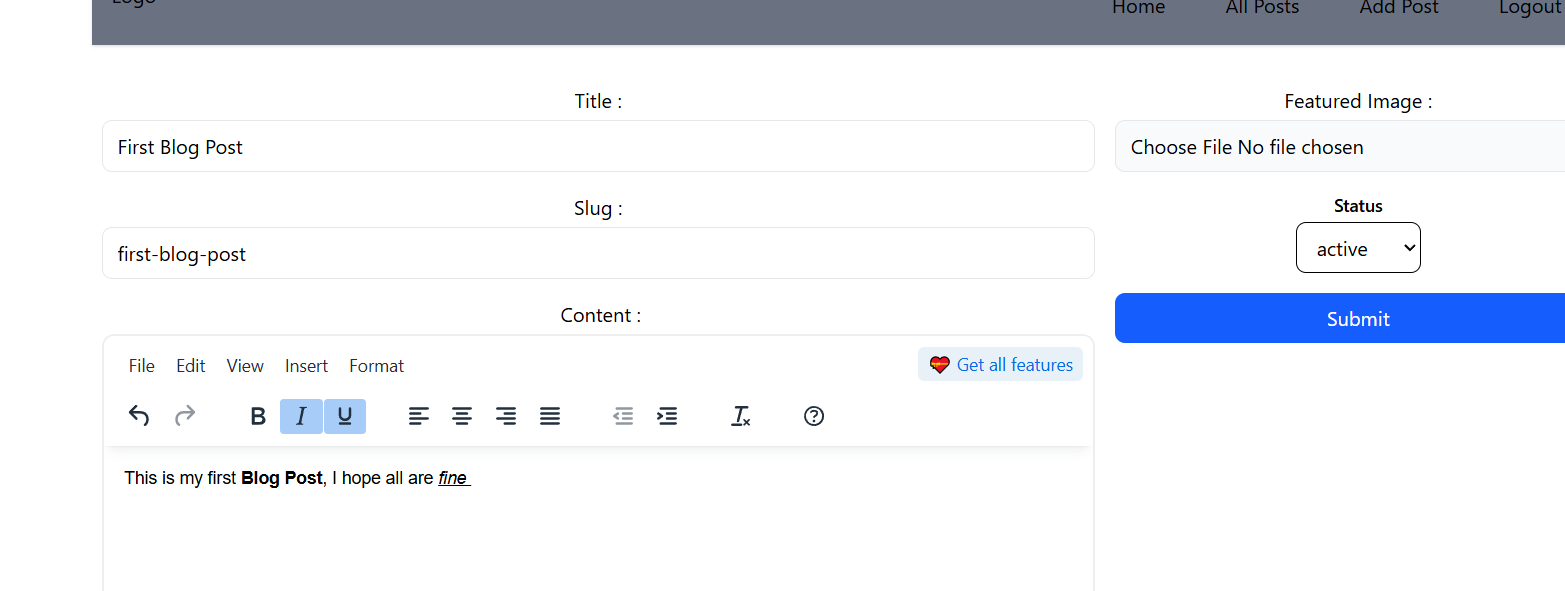 Logo
Home All Posts Add Post Logout
Title :
First Blog Post
Featured Image :
Choose File No file chosen
Slug :
first-blog-post
Status
active
Submit
Content :
File Edit View Insert Format
Get all features
B I U
This is my first Blog Post, I hope all are fine